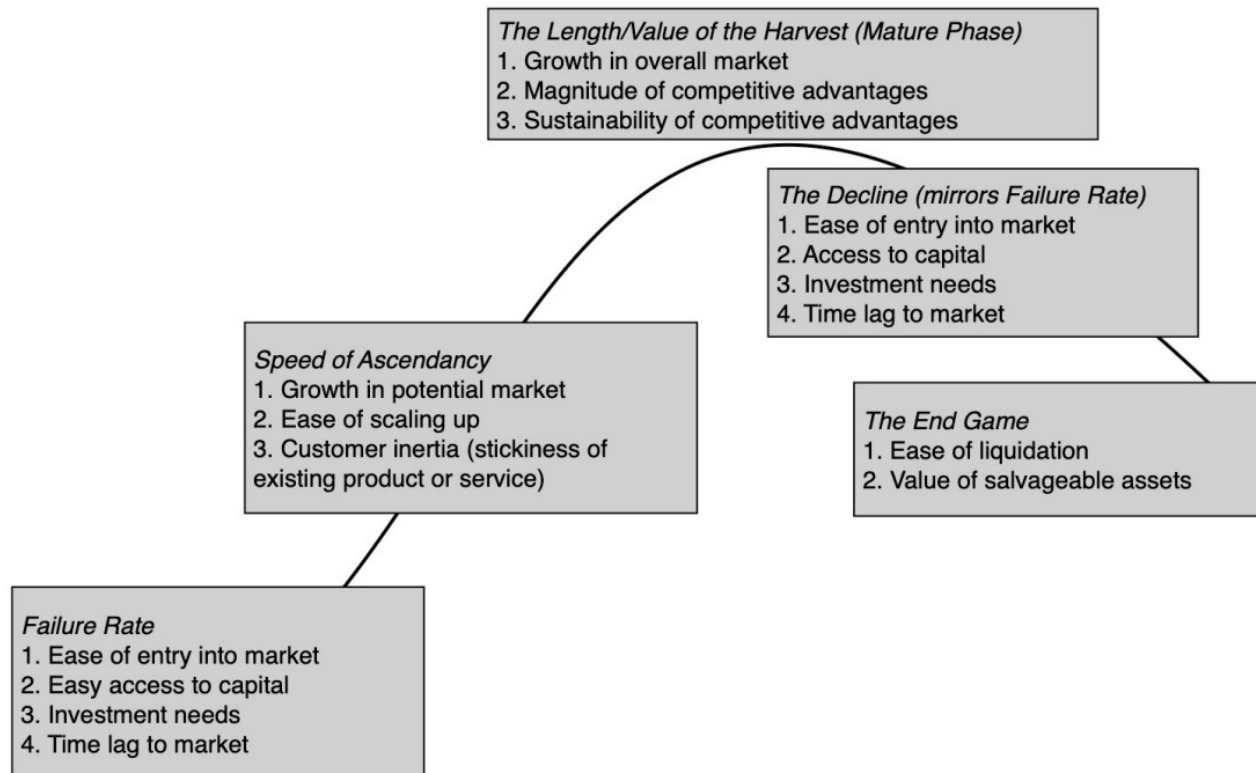 The Length/Value of the Harvest (Mature Phase)
1. Growth in overall market
2. Magnitude of competitive advantages
3. Sustainability of competitive advantages
The Decline (mirrors Failure Rate)
1. Ease of entry into market
2. Access to capital
3. Investment needs
4. Time lag to market
Speed of Ascendancy
1. Growth in potential market
2. Ease of scaling up
3. Customer inertia (stickiness of
existing product or service)
The End Game
1. Ease of liquidation
2. Value of salvageable assets
Failure Rate
1. Ease of entry into market
2. Easy access to capital
3. Investment needs
4. Time lag to market